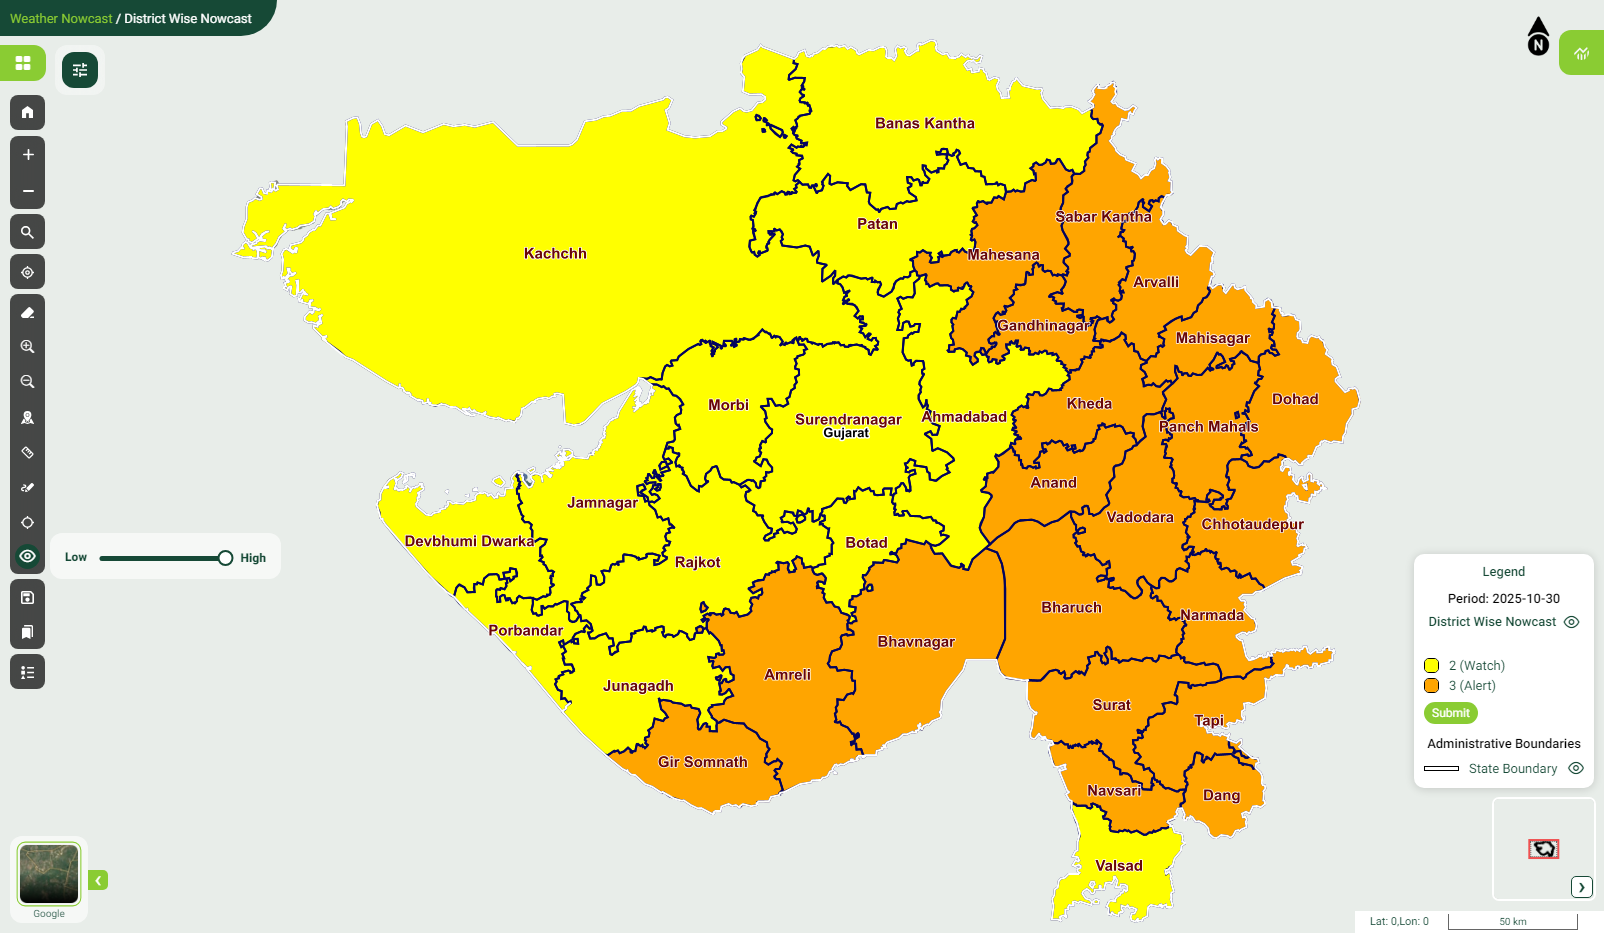 Weather Nowcast / District Wise Nowcast
N
Banas Kantha
Patan
Sabar Kantha
Kachchh
Mahesana
Arvalli
Gandhinagar
Mahisagar
Morbi
Surendranagar
Gujarat
Ahmadabad
Kheda
Dohad
Panch Mahals
Anand
Jamnagar
Vadodara
Chhotaudepur
Devbhumi Dwarka
Botad
Rajkot
Low
High
Bharuch
Narmada
Porbandar
Bhavnagar
Amreli
Junagadh
Surat
Tapi
Gir Somnath
Navsari
Dang
Valsad
Legend
Period: 2025-10-30
District Wise Nowcast
2 (Watch)
3 (Alert)
Submit
Administrative Boundaries
State Boundary
Google
Lat: 0,Lon: 0
50 km